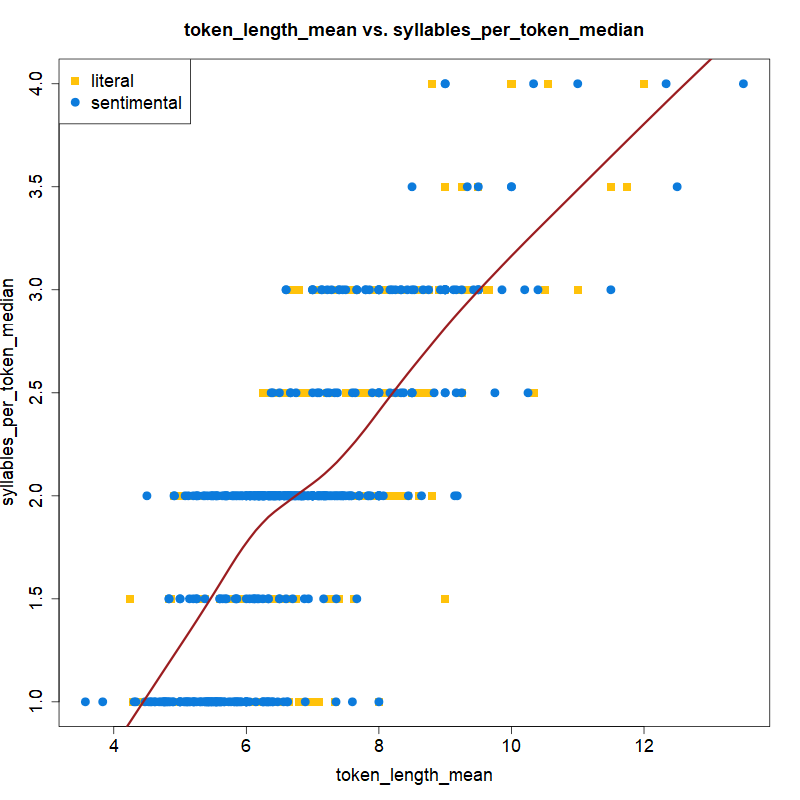 token_length_mean vs. syllables_per_token_median
literal
sentimental
4.0
3.5
3.0
2.5
2.0
1.5
1.0
syllables_per_token_median
4 6 8 10 12
token_length_mean